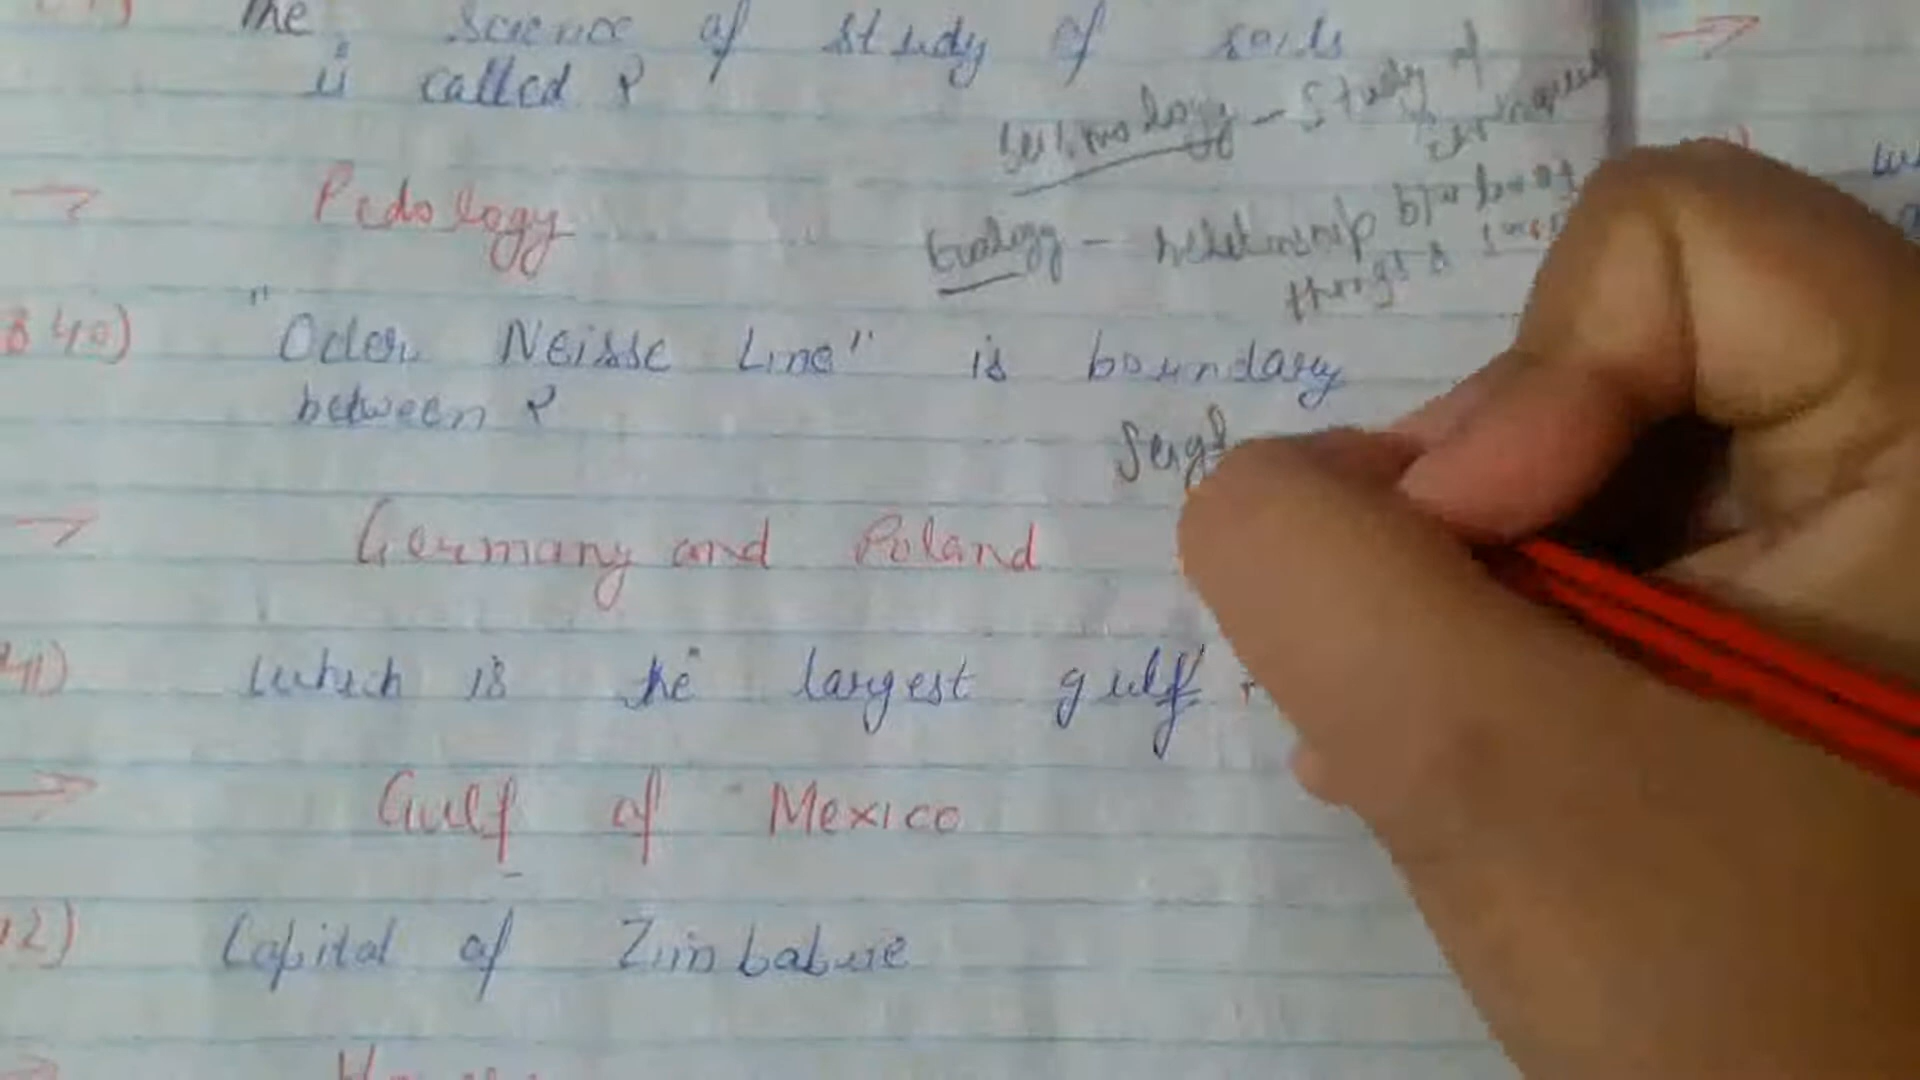 The science of study of soils
is called ?
Seismology - Study of
→ Pedology
Ecology - relationship b/w
things &
340) "Oder Neisse Line" is boundary
between ?
→ Germany and Poland
41) Which is the largest gulf
→ Gulf of Mexico
42) Capital of Zimbabwe